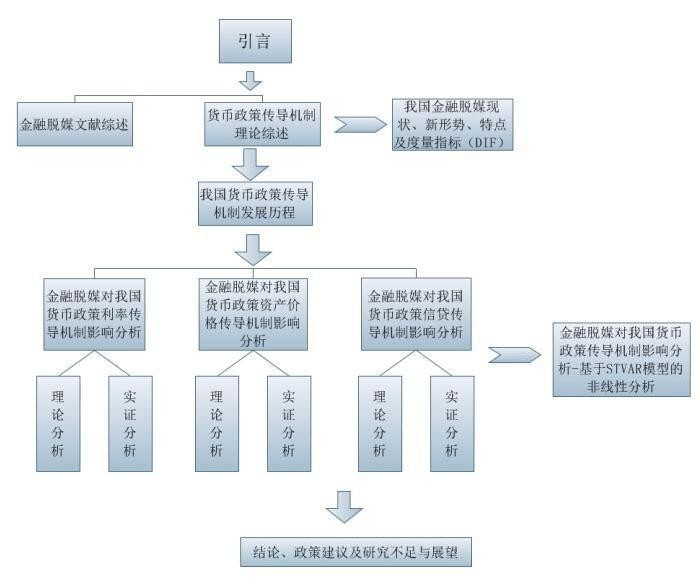 引言
金融脱媒文献综述
货币政策传导机制
理论综述
我国金融脱媒现
状、新形势、特点
及度量指标（DIF）
我国货币政策传导
机制发展历程
金融脱媒对我国
货币政策利率传
导机制影响分析
金融脱媒对我国
货币政策资产价
格传导机制影响
分析
金融脱媒对我国
货币政策信贷传
导机制影响分析
金融脱媒对我国货币
政策传导机制影响分
析-基于STVAR模型的
非线性分析
理论分析
实证分析
理论分析
实证分析
理论分析
实证分析
结论、政策建议及研究不足与展望